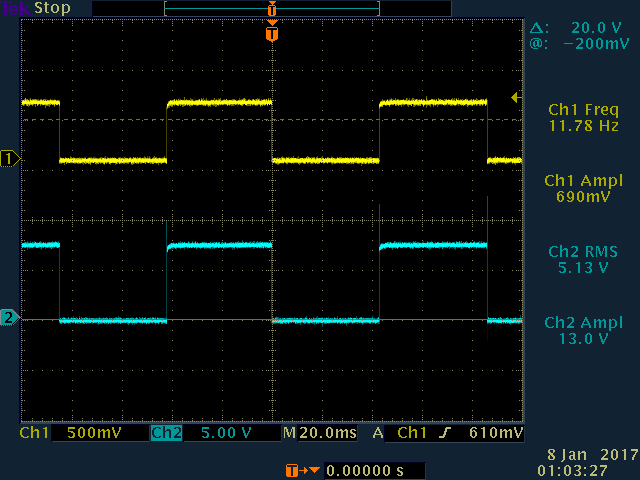 Tek Stop
T
T
Δ: 20.0 V
@: −200mV
Ch1 Freq
11.78 Hz
1
Ch1 Ampl
690mV
Ch2 RMS
5.13 V
2
Ch2 Ampl
13.0 V
Ch1 500mV Ch2 5.00 V M 20.0ms A Ch1 610mV
8 Jan 2017
T 0.00000 s
01:03:27